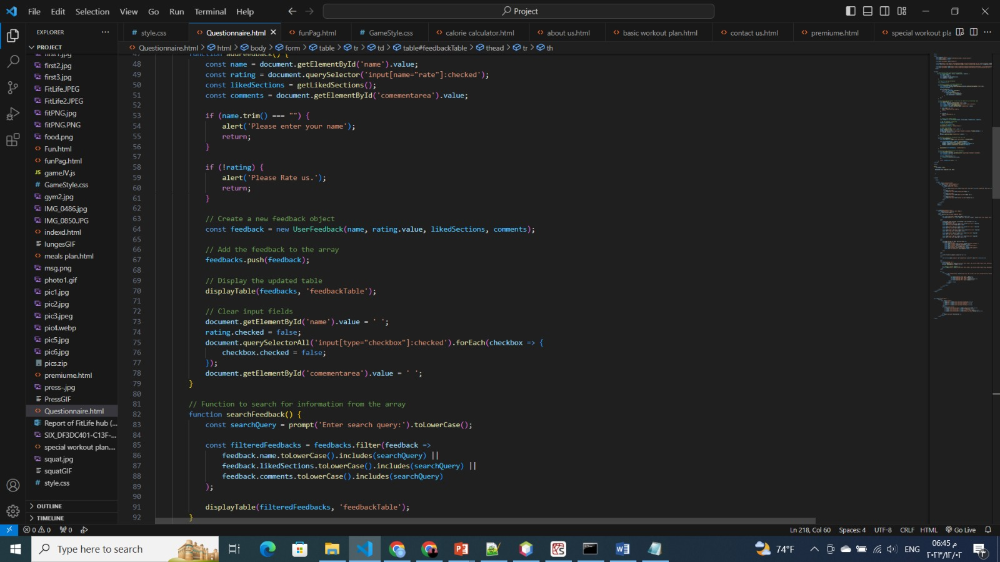 File Edit Selection View Go Run Terminal Help
Project
EXPLORER
style.css
Questionnaire.html
funPag.html
GameStyle.css
calorie calculator.html
about us.html
basic workout plan.html
contact us.html
premiume.html
special workout pla
PROJECT
Questionnaire.html > html > body > form > table > tr > td > table#feedbackTable > thead > tr > th
first1.jpg
first2.jpg
first3.jpg
FitLife.JPEG
FitLife2.JPEG
fitPNG.jpg
fitPNG.PNG
food.png
Fun.html
funPag.html
JS gameJV.js
# GameStyle.css
gym2.jpg
IMG_0486.jpg
IMG_0850.JPG
indexd.html
lungesGIF
meals plan.html
msg.png
photo1.gif
pic1.jpg
pic2.jpg
pic3.jpeg
pic4.webp
pic5.jpg
pic6.jpg
pics.zip
premiume.html
press-.jpg
PressGIF
Questionnaire.html
Report of FitLife hub (...
SIX_DF3DC401-C13F-...
special workout plan....
squat.jpg
squatGIF
# style.css
OUTLINE
TIMELINE
47 function addFeedback() {
48 const name = document.getElementById('name').value;
49 const rating = document.querySelector('input[name="rate"]:checked');
50 const likedSections = getLikedSections();
51 const comments = document.getElementById('comementarea').value;
52
53 if (name.trim() === "") {
54 alert('Please enter your name');
55 return;
56 }
57
58 if (!rating) {
59 alert('Please Rate us.');
60 return;
61 }
62
63 // Create a new feedback object
64 const feedback = new UserFeedback(name, rating.value, likedSections, comments);
65
66 // Add the feedback to the array
67 feedbacks.push(feedback);
68
69 // Display the updated table
70 displayTable(feedbacks, 'feedbackTable');
71
72 // Clear input fields
73 document.getElementById('name').value = ' ';
74 rating.checked = false;
75 document.querySelectorAll('input[type="checkbox"]:checked').forEach(checkbox => {
76 checkbox.checked = false;
77 });
78 document.getElementById('comementarea').value = ' ';
79 }
80
81 // Function to search for information from the array
82 function searchFeedback() {
83 const searchQuery = prompt('Enter search query:').toLowerCase();
84
85 const filteredFeedbacks = feedbacks.filter(feedback =>
86 feedback.name.toLowerCase().includes(searchQuery) ||
87 feedback.likedSections.toLowerCase().includes(searchQuery) ||
88 feedback.comments.toLowerCase().includes(searchQuery)
89 );
90
91 displayTable(filteredFeedbacks, 'feedbackTable');
92 }
0 0 0
Ln 218, Col 60 Spaces: 4 UTF-8 CRLF HTML Go Live
Type here to search
74°F
ENG
06:45 م
٢٠٢٣/١٢/٠٢
٣